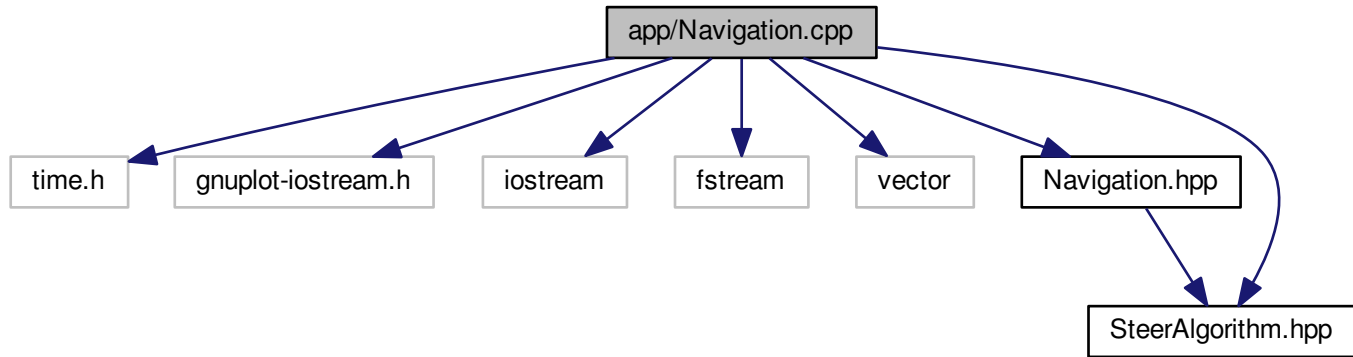 app/Navigation.cpp
time.h
gnuplot-iostream.h
iostream
fstream
vector
Navigation.hpp
SteerAlgorithm.hpp